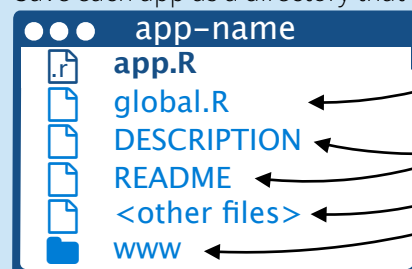 Save each app as a directory that
app-name
.r app.R
global.R
DESCRIPTION
README
<other files>
www